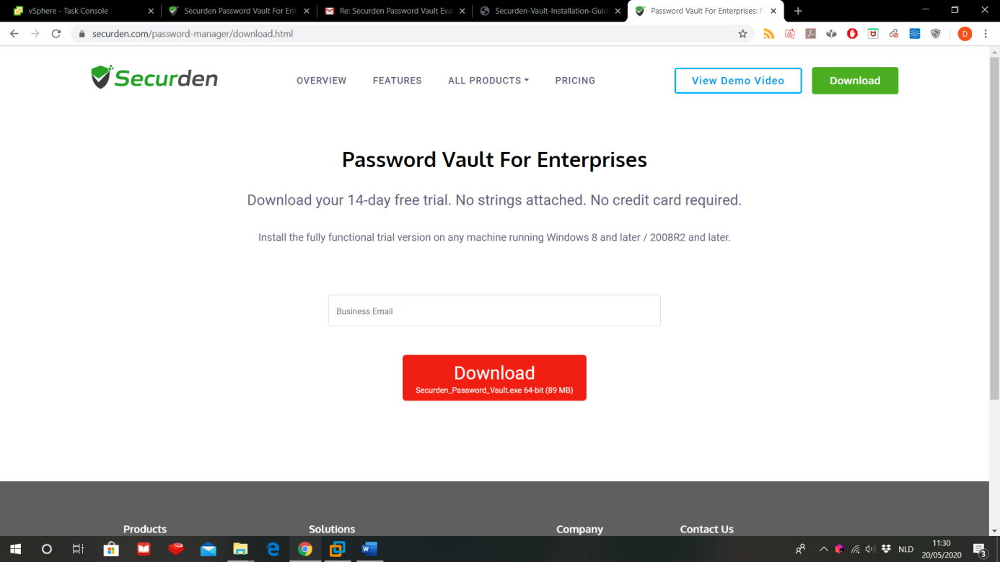 vSphere - Task Console
Securden Password Vault For Ent
Re: Securden Password Vault Eval
Securden-Vault-Installation-Guid
Password Vault For Enterprises: F
securden.com/password-manager/download.html
D
Securden
OVERVIEW
FEATURES
ALL PRODUCTS
PRICING
View Demo Video
Download
Password Vault For Enterprises
Download your 14-day free trial. No strings attached. No credit card required.
Install the fully functional trial version on any machine running Windows 8 and later / 2008R2 and later.
Business Email
Download
Securden_Password_Vault.exe 64-bit (89 MB)
Products
Solutions
Company
Contact Us
NLD
11:30
20/05/2020
3